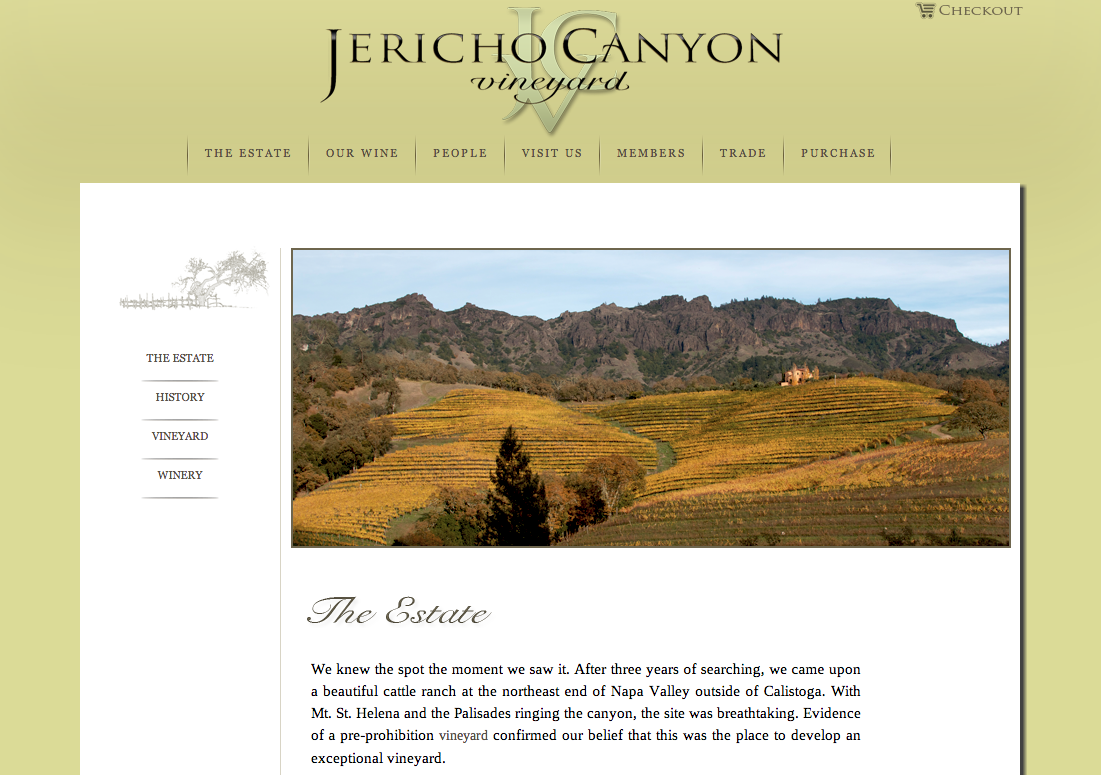 Checkout
JVC
Jericho Canyon
vineyard
THE ESTATE OUR WINE PEOPLE VISIT US MEMBERS TRADE PURCHASE
THE ESTATE
HISTORY
VINEYARD
WINERY
The Estate
We knew the spot the moment we saw it. After three years of searching, we came upon
a beautiful cattle ranch at the northeast end of Napa Valley outside of Calistoga. With
Mt. St. Helena and the Palisades ringing the canyon, the site was breathtaking. Evidence
of a pre-prohibition vineyard confirmed our belief that this was the place to develop an
exceptional vineyard.